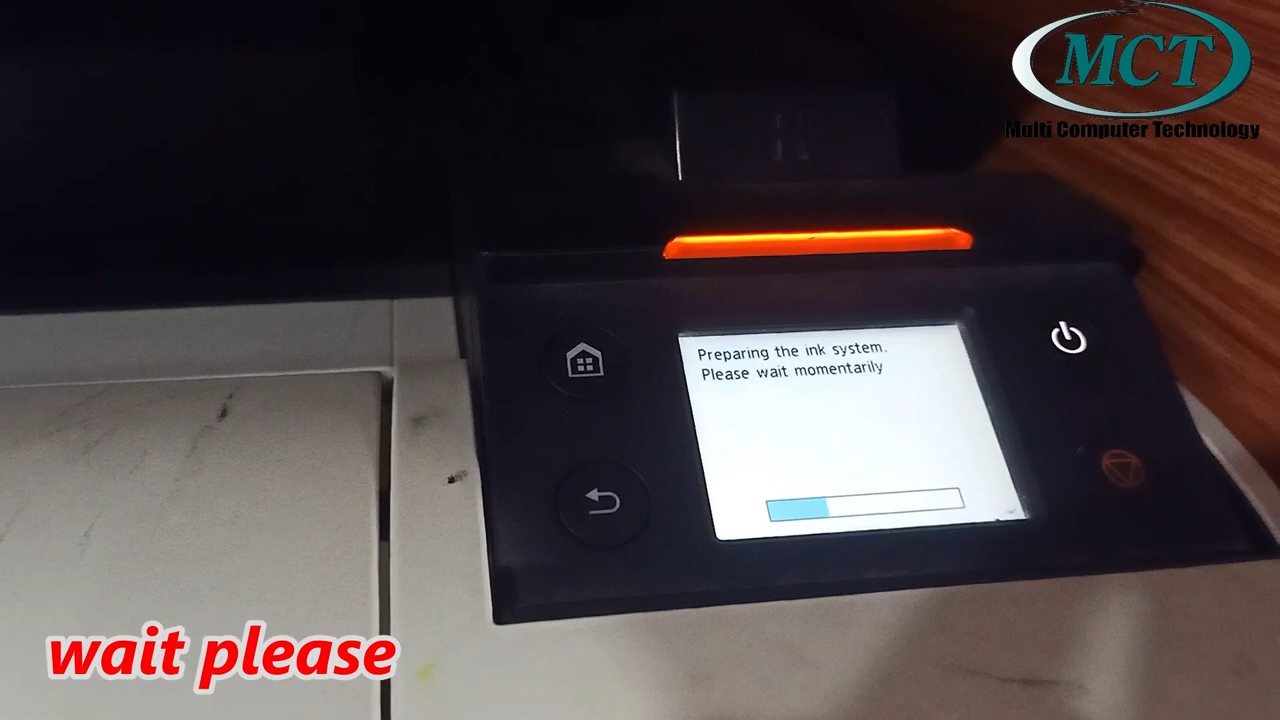 MCT
Multi Computer Technology
Preparing the ink system.
Please wait momentarily
wait please